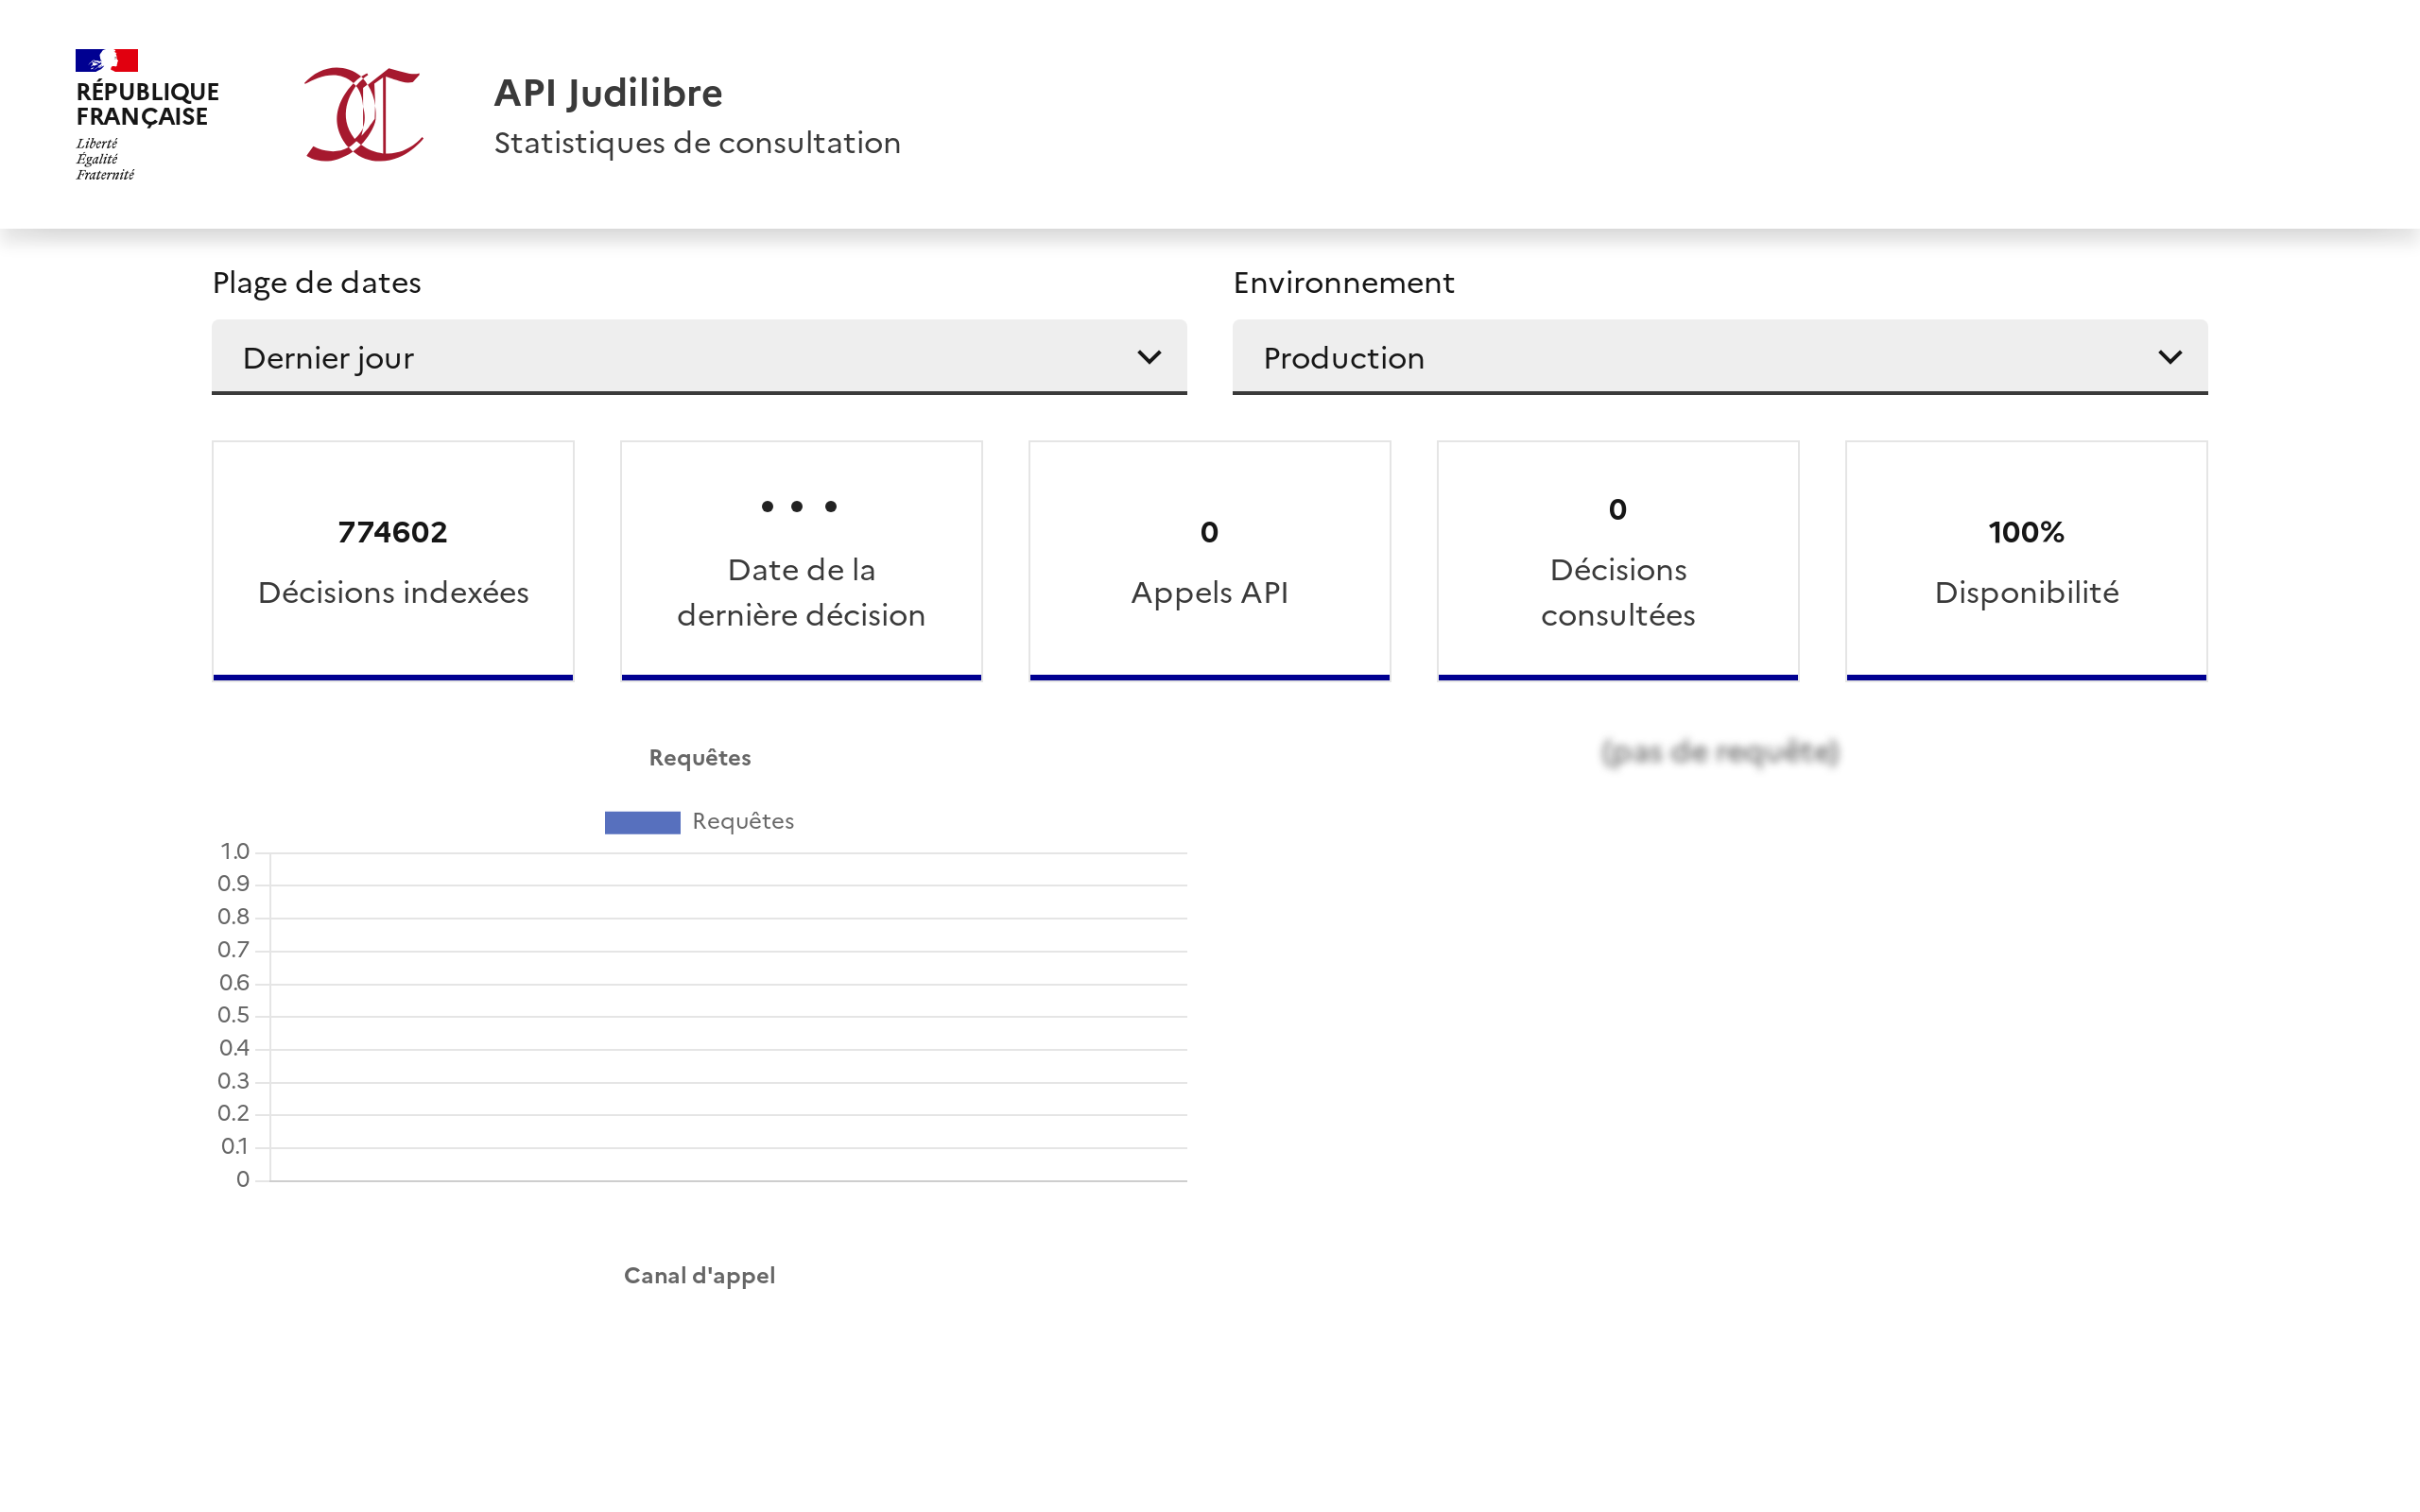 RÉPUBLIQUE
FRANÇAISE
Liberté
Égalité
Fraternité
API Judilibre
Statistiques de consultation
Plage de dates
Dernier jour
Environnement
Production
774602
Décisions indexées
• • •
Date de la
dernière décision
0
Appels API
0
Décisions
consultées
100%
Disponibilité
Requêtes
Requêtes
1.0
0.9
0.8
0.7
0.6
0.5
0.4
0.3
0.2
0.1
0
(pas de requête)
Canal d'appel